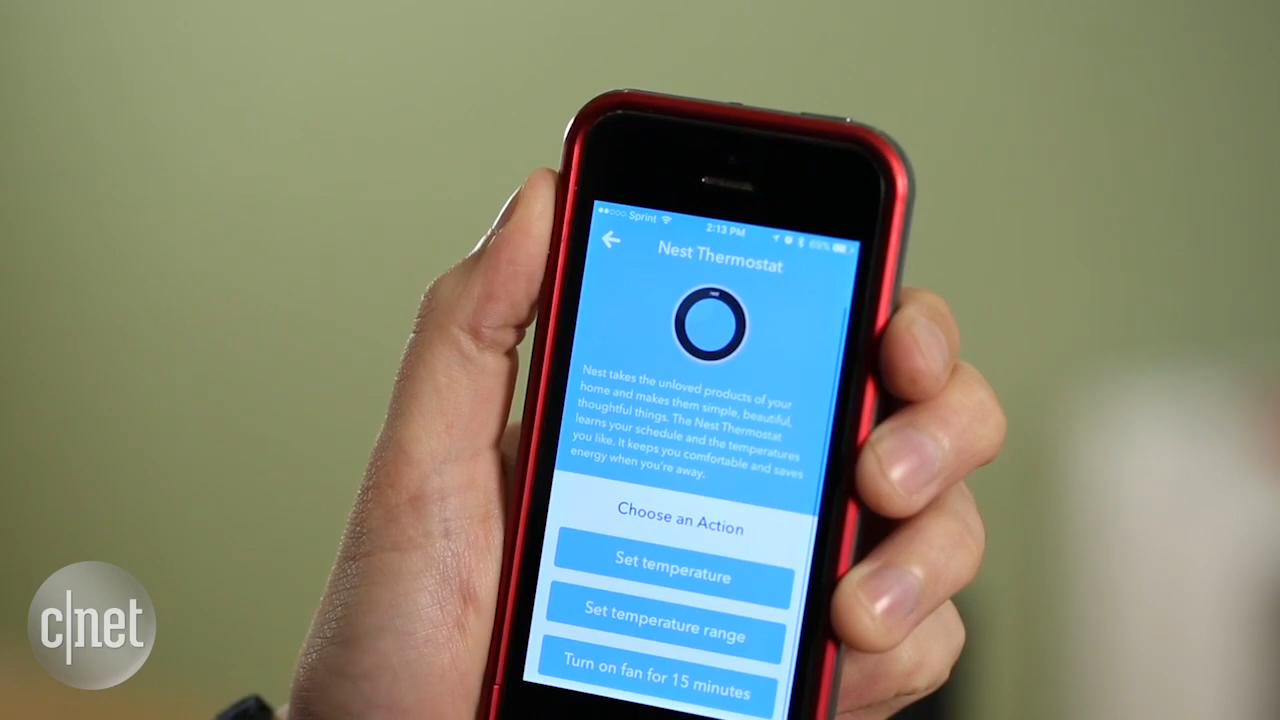 Sprint
2:13 PM
69%
Nest Thermostat
nest
Nest takes the unloved products of your
home and makes them simple, beautiful,
thoughtful things. The Nest Thermostat
learns your schedule and the temperatures
you like. It keeps you comfortable and saves
energy when you're away.
Choose an Action
Set temperature
Set temperature range
Turn on fan for 15 minutes
c|net